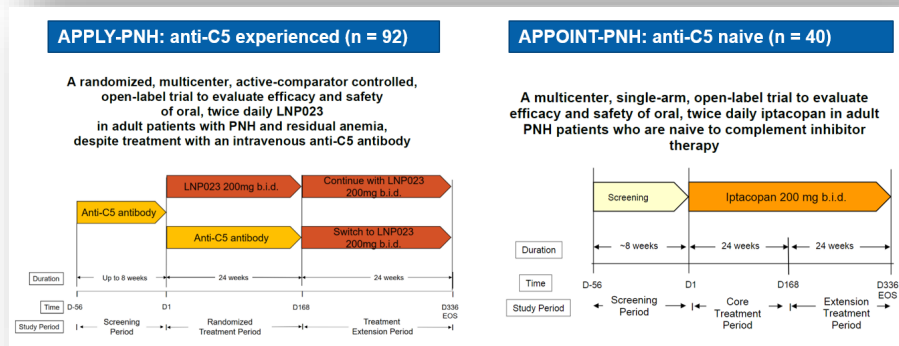 APPLY-PNH: anti-C5 experienced (n = 92)
A randomized, multicenter, active-comparator controlled,
open-label trial to evaluate efficacy and safety
of oral, twice daily LNP023
in adult patients with PNH and residual anemia,
despite treatment with an intravenous anti-C5 antibody
LNP023 200mg b.i.d.
Continue with LNP023
200mg b.i.d.
Anti-C5 antibody
Anti-C5 antibody
Switch to LNP023
200mg b.i.d.
Duration
Up to 8 weeks
24 weeks
24 weeks
Time
D-56
D1
D168
D336
EOS
Study Period
Screening
Period
Randomized
Treatment Period
Treatment
Extension Period
APPOINT-PNH: anti-C5 naive (n = 40)
A multicenter, single-arm, open-label trial to evaluate
efficacy and safety of oral, twice daily iptacopan in adult
PNH patients who are naive to complement inhibitor
therapy
Screening
Iptacopan 200 mg b.i.d.
Duration
~8 weeks
24 weeks
24 weeks
Time
D-56
D1
D168
D336
EOS
Study Period
Screening
Period
Core
Treatment
Period
Extension
Treatment
Period